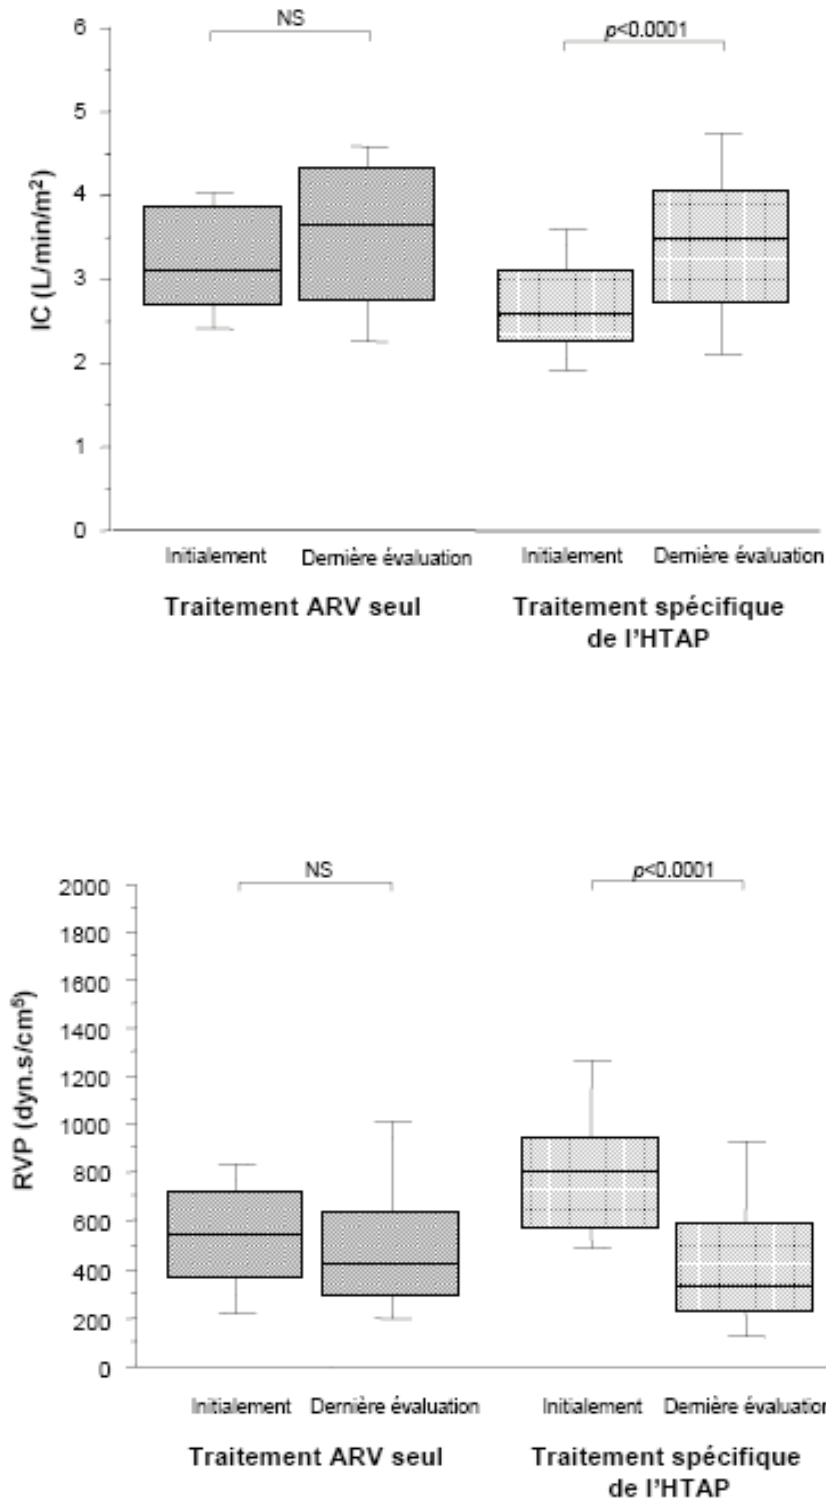 NS
p<0.0001
6
5
4
3
2
1
0
IC (L/min/m²)
Initialement Dernière évaluation Initialement Dernière évaluation
Traitement ARV seul Traitement spécifique
de l'HTAP
NS
p<0.0001
2000
1800
1600
1400
1200
1000
800
600
400
200
0
RVP (dyn.s/cm⁵)
Initialement Dernière évaluation Initialement Dernière évaluation
Traitement ARV seul Traitement spécifique
de l'HTAP